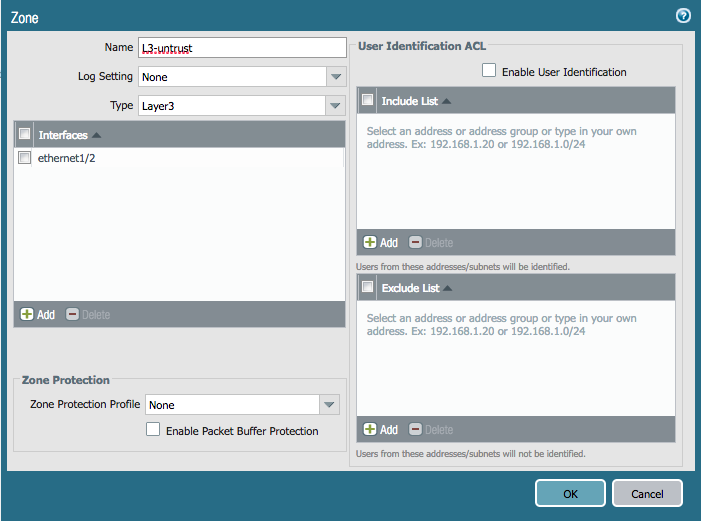 Zone
Name L3-untrust
Log Setting None
Type Layer3
Interfaces
ethernet1/2
Add Delete
Zone Protection
Zone Protection Profile None
Enable Packet Buffer Protection
User Identification ACL
Enable User Identification
Include List
Select an address or address group or type in your own
address. Ex: 192.168.1.20 or 192.168.1.0/24
Add Delete
Users from these addresses/subnets will be identified.
Exclude List
Select an address or address group or type in your own
address. Ex: 192.168.1.20 or 192.168.1.0/24
Add Delete
Users from these addresses/subnets will not be identified.
OK Cancel